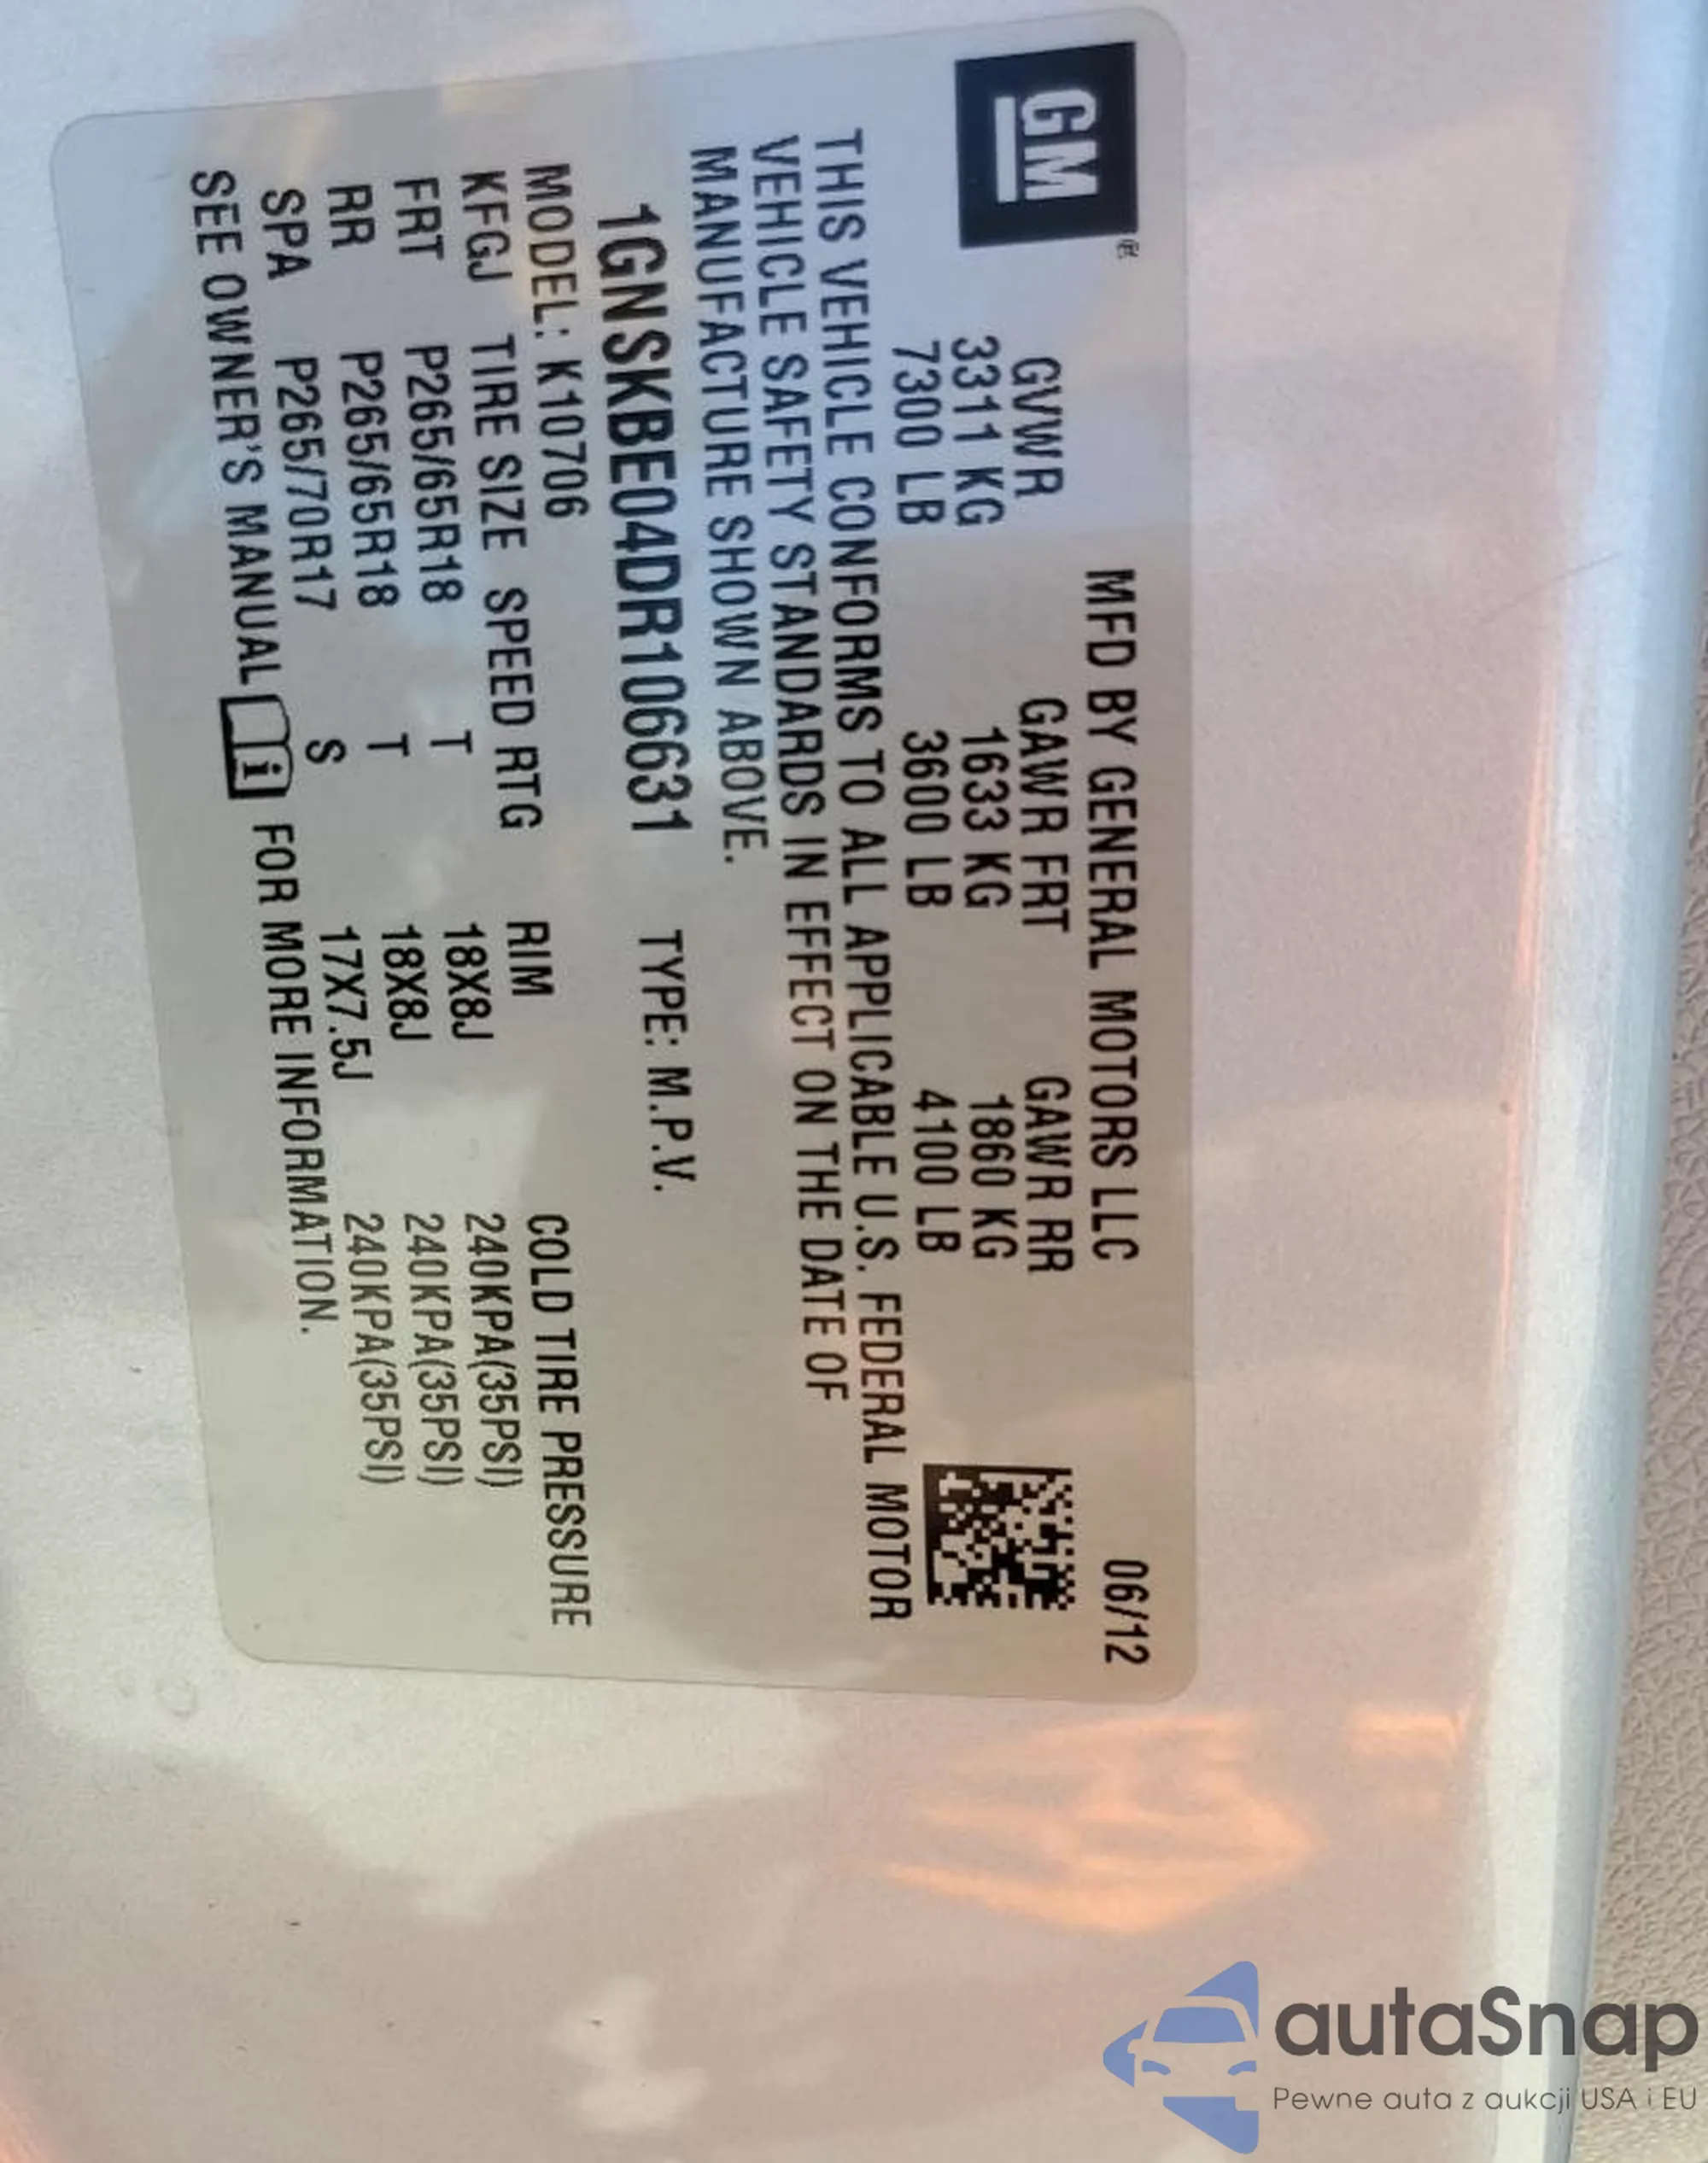 GM
MFD BY GENERAL MOTORS LLC 06/12
GVWR GAWR FRT GAWR RR
3311 KG 1633 KG 1860 KG
7300 LB 3600 LB 4100 LB
THIS VEHICLE CONFORMS TO ALL APPLICABLE U.S. FEDERAL MOTOR
VEHICLE SAFETY STANDARDS IN EFFECT ON THE DATE OF
MANUFACTURE SHOWN ABOVE.
1GNSKBE04DR106631 TYPE: M.P.V.
MODEL: K10706
KFGJ TIRE SIZE SPEED RTG RIM COLD TIRE PRESSURE
FRT P265/65R18 T 18X8J 240KPA(35PSI)
RR P265/65R18 T 18X8J 240KPA(35PSI)
SPA P265/70R17 S 17X7.5J 240KPA(35PSI)
SEE OWNER'S MANUAL i FOR MORE INFORMATION.
autaSnap
Pewne auta z aukcji USA i EU